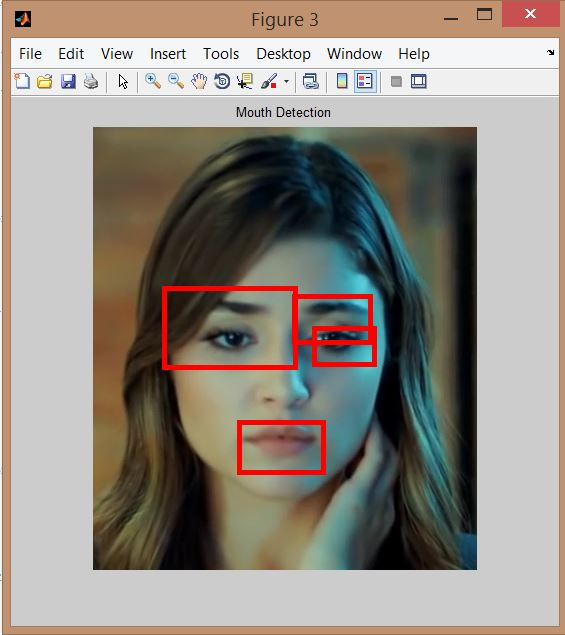 Figure 3
File Edit View Insert Tools Desktop Window Help
Mouth Detection